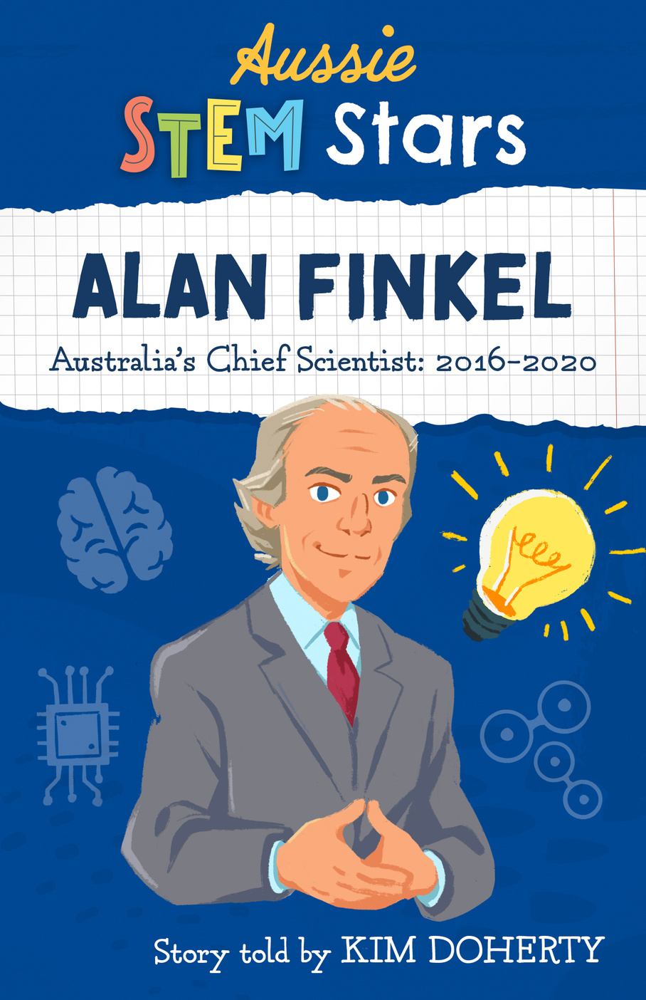 Aussie
STEM Stars
ALAN FINKEL
Australia's Chief Scientist: 2016–2020
Story told by KIM DOHERTY